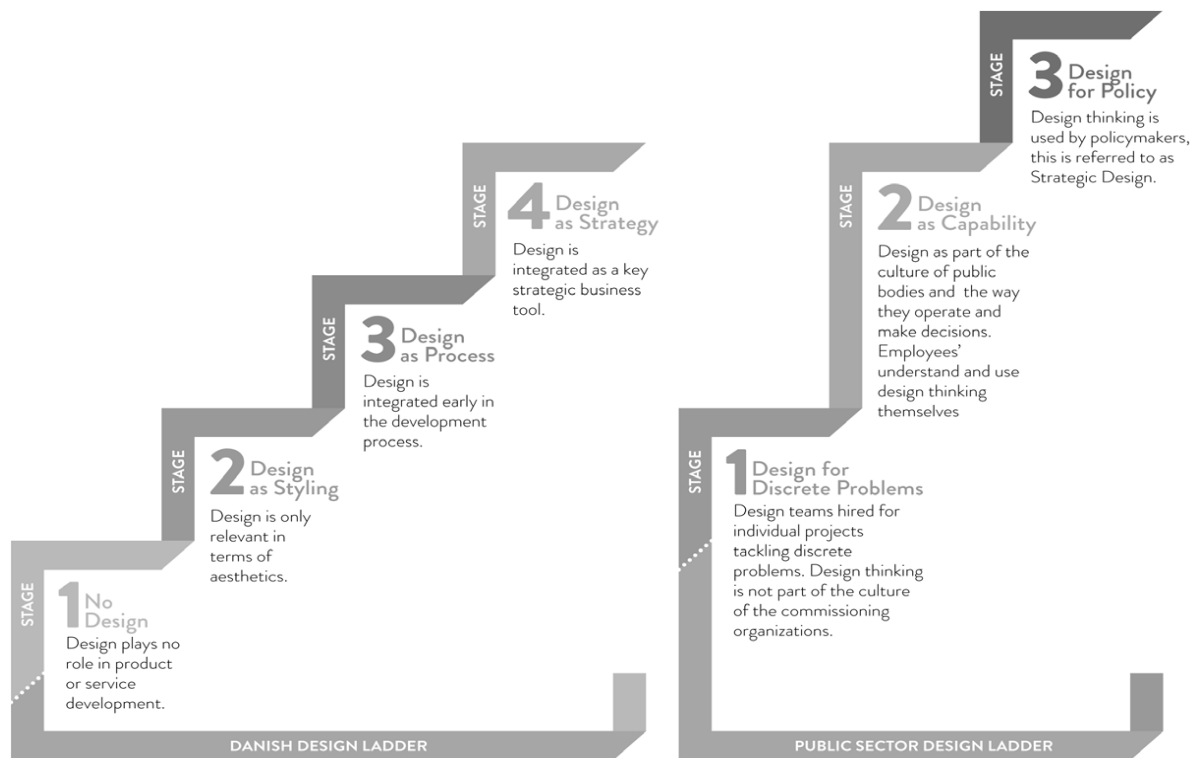 STAGE
1 No
Design
Design plays no
role in product
or service
development.
STAGE
2 Design
as Styling
Design is only
relevant in
terms of
aesthetics.
STAGE
3 Design
as Process
Design is
integrated early in
the development
process.
STAGE
4 Design
as Strategy
Design is
integrated as a key
strategic business
tool.
DANISH DESIGN LADDER
STAGE
1 Design for
Discrete Problems
Design teams hired for
individual projects
tackling discrete
problems. Design thinking
is not part of the culture
of the commissioning
organizations.
STAGE
2 Design
as Capability
Design as part of the
culture of public
bodies and the way
they operate and
make decisions.
Employees’
understand and use
design thinking
themselves
STAGE
3 Design
for Policy
Design thinking is
used by policymakers,
this is referred to as
Strategic Design.
PUBLIC SECTOR DESIGN LADDER